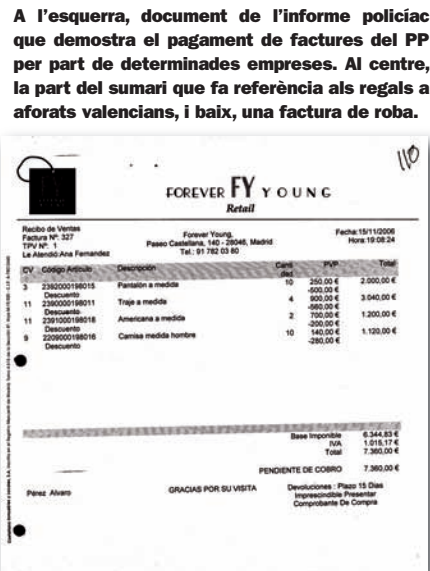 A l'esquerra, document de l'informe policíac
que demostra el pagament de factures del PP
per part de determinades empreses. Al centre,
la part del sumari que fa referència als regals a
aforats valencians, i baix, una factura de roba.
110
FOREVER FY YOUNG
Retail
Recibo de Ventas
Factura Nº: 327
TPV Nº: 1
Le Atendió:Ana Fernandez
Forever Young,
Paseo Castellana, 140 - 28046, Madrid
Tel.: 91 782 03 80
Fecha:15/11/2006
Hora:19:08:24
CV Código Artículo Descripción Canti dad PVP Total
3 2392000198015 Pantalón a medida 10 250,00 € 2.000,00 €
Descuento -500,00 €
11 2390000198011 Traje a medida 4 900,00 € 3.040,00 €
Descuento -560,00 €
11 2391000198018 Americana a medida 2 700,00 € 1.200,00 €
Descuento -200,00 €
9 2209000198016 Camisa medida hombre 10 140,00 € 1.120,00 €
Descuento -280,00 €
Base Imponible 6.344,83 €
IVA 1.015,17 €
Total 7.360,00 €
PENDIENTE DE COBRO 7.360,00 €
Pérez Alvaro
GRACIAS POR SU VISITA
Devoluciones : Plazo 15 Dias
Imprescindible Presentar
Comprobante De Compra